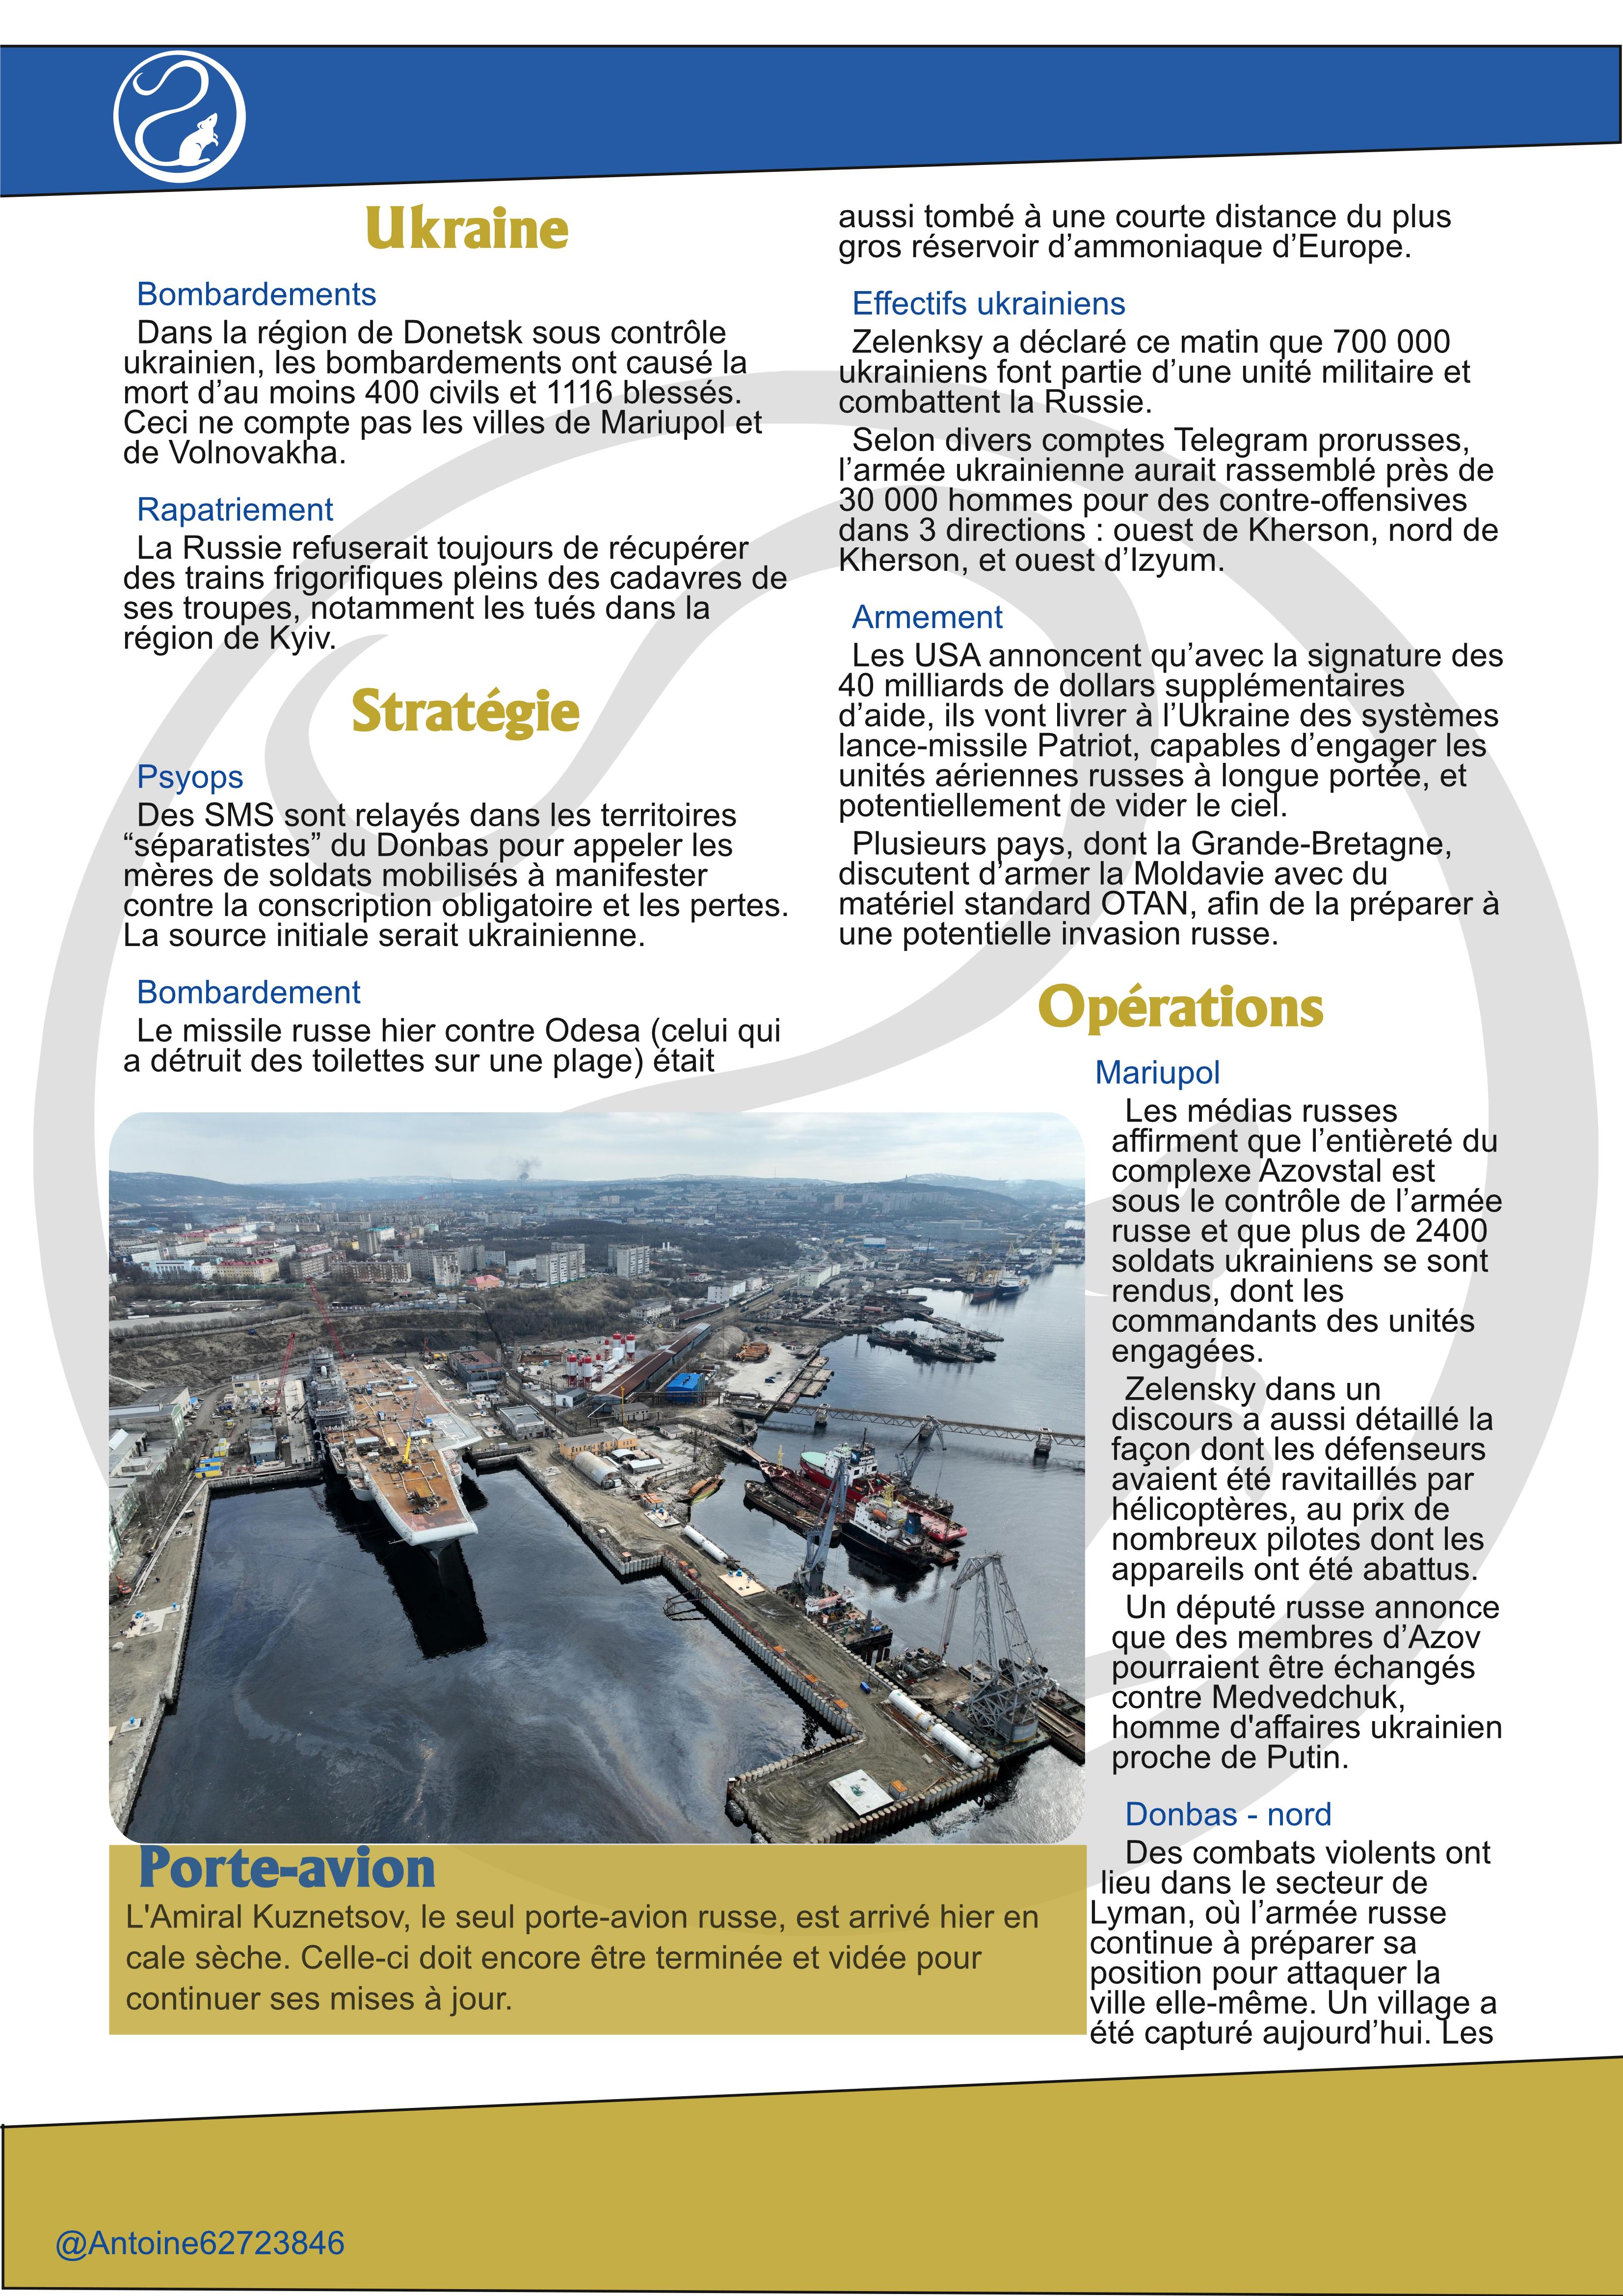 Ukraine
Bombardements
Dans la région de Donetsk sous contrôle
ukrainien, les bombardements ont causé la
mort d’au moins 400 civils et 1116 blessés.
Ceci ne compte pas les villes de Mariupol et
de Volnovakha.
Rapatriement
La Russie refuserait toujours de récupérer
des trains frigorifiques pleins des cadavres de
ses troupes, notamment les tués dans la
région de Kyiv.
Stratégie
Psyops
Des SMS sont relayés dans les territoires
“séparatistes” du Donbas pour appeler les
mères de soldats mobilisés à manifester
contre la conscription obligatoire et les pertes.
La source initiale serait ukrainienne.
Bombardement
Le missile russe hier contre Odesa (celui qui
a détruit des toilettes sur une plage) était
aussi tombé à une courte distance du plus
gros réservoir d’ammoniaque d’Europe.
Effectifs ukrainiens
Zelenksy a déclaré ce matin que 700 000
ukrainiens font partie d’une unité militaire et
combattent la Russie.
Selon divers comptes Telegram prorusses,
l’armée ukrainienne aurait rassemblé près de
30 000 hommes pour des contre-offensives
dans 3 directions : ouest de Kherson, nord de
Kherson, et ouest d’Izyum.
Armement
Les USA annoncent qu’avec la signature des
40 milliards de dollars supplémentaires
d’aide, ils vont livrer à l’Ukraine des systèmes
lance-missile Patriot, capables d’engager les
unités aériennes russes à longue portée, et
potentiellement de vider le ciel.
Plusieurs pays, dont la Grande-Bretagne,
discutent d’armer la Moldavie avec du
matériel standard OTAN, afin de la préparer à
une potentielle invasion russe.
Opérations
Mariupol
Les médias russes
affirment que l’entièreté du
complexe Azovstal est
sous le contrôle de l’armée
russe et que plus de 2400
soldats ukrainiens se sont
rendus, dont les
commandants des unités
engagées.
Zelensky dans un
discours a aussi détaillé la
façon dont les défenseurs
avaient été ravitaillés par
hélicoptères, au prix de
nombreux pilotes dont les
appareils ont été abattus.
Un député russe annonce
que des membres d’Azov
pourraient être échangés
contre Medvedchuk,
homme d'affaires ukrainien
proche de Putin.
Donbas - nord
Des combats violents ont
lieu dans le secteur de
Lyman, où l’armée russe
continue à préparer sa
position pour attaquer la
ville elle-même. Un village a
été capturé aujourd’hui. Les
Porte-avion
L'Amiral Kuznetsov, le seul porte-avion russe, est arrivé hier en
cale sèche. Celle-ci doit encore être terminée et vidée pour
continuer ses mises à jour.
@Antoine62723846